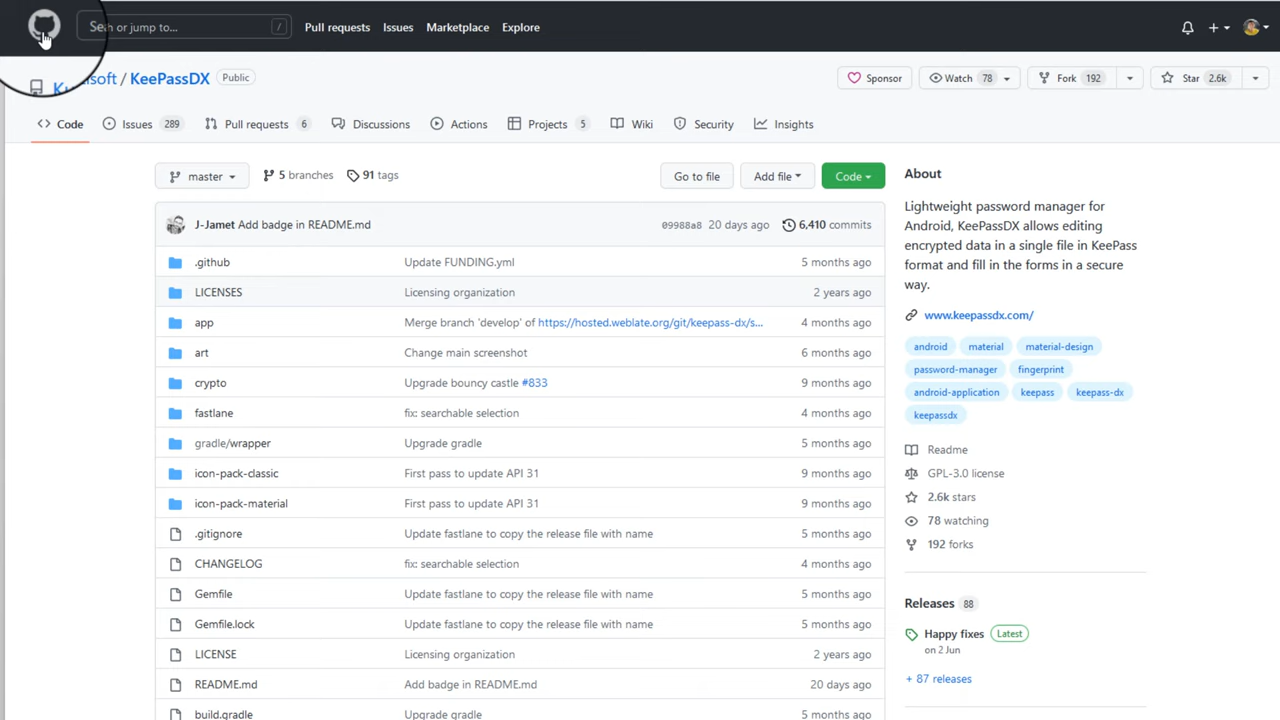 or jump to... /
Pull requests Issues Marketplace Explore
soft / KeePassDX Public
Sponsor Watch 78 Fork 192 Star 2.6k
Code Issues 289 Pull requests 6 Discussions Actions Projects 5 Wiki Security Insights
master 5 branches 91 tags Go to file Add file Code
J-Jamet Add badge in README.md 09988a8 20 days ago 6,410 commits
.github Update FUNDING.yml 5 months ago
LICENSES Licensing organization 2 years ago
app Merge branch 'develop' of https://hosted.weblate.org/git/keepass-dx/s... 4 months ago
art Change main screenshot 6 months ago
crypto Upgrade bouncy castle #833 9 months ago
fastlane fix: searchable selection 4 months ago
gradle/wrapper Upgrade gradle 5 months ago
icon-pack-classic First pass to update API 31 9 months ago
icon-pack-material First pass to update API 31 9 months ago
.gitignore Update fastlane to copy the release file with name 5 months ago
CHANGELOG fix: searchable selection 4 months ago
Gemfile Update fastlane to copy the release file with name 5 months ago
Gemfile.lock Update fastlane to copy the release file with name 5 months ago
LICENSE Licensing organization 2 years ago
README.md Add badge in README.md 20 days ago
build.gradle Upgrade gradle 5 months ago
About
Lightweight password manager for
Android, KeePassDX allows editing
encrypted data in a single file in KeePass
format and fill in the forms in a secure
way.
www.keepassdx.com/
android material material-design
password-manager fingerprint
android-application keepass keepass-dx
keepassdx
Readme
GPL-3.0 license
2.6k stars
78 watching
192 forks
Releases 88
Happy fixes Latest
on 2 Jun
+ 87 releases